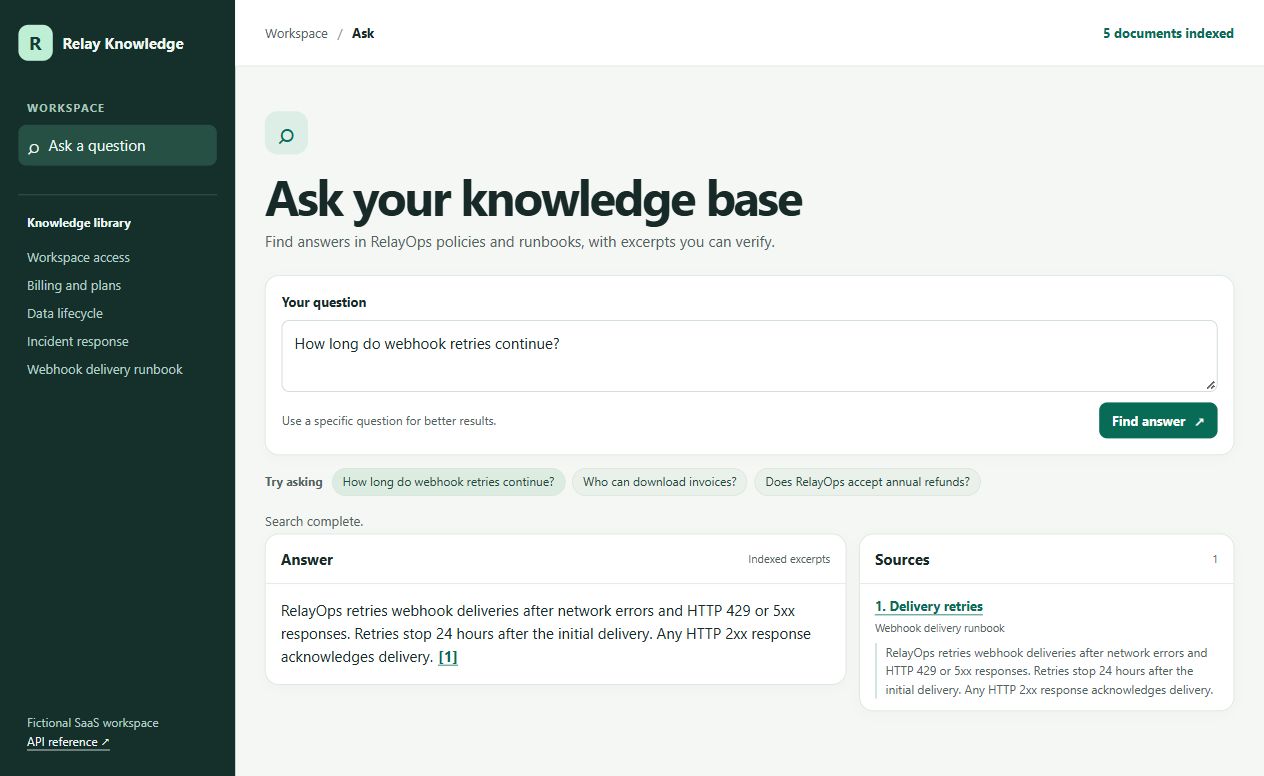 R Relay Knowledge
WORKSPACE
Ask a question
Knowledge library
Workspace access
Billing and plans
Data lifecycle
Incident response
Webhook delivery runbook
Fictional SaaS workspace
API reference ↗
Workspace / Ask
5 documents indexed
Ask your knowledge base
Find answers in RelayOps policies and runbooks, with excerpts you can verify.
Your question
How long do webhook retries continue?
Use a specific question for better results.
Find answer ↗
Try asking How long do webhook retries continue? Who can download invoices? Does RelayOps accept annual refunds?
Search complete.
Answer Indexed excerpts
RelayOps retries webhook deliveries after network errors and HTTP 429 or 5xx
responses. Retries stop 24 hours after the initial delivery. Any HTTP 2xx response
acknowledges delivery. [1]
Sources 1
1. Delivery retries
Webhook delivery runbook
RelayOps retries webhook deliveries after network errors and
HTTP 429 or 5xx responses. Retries stop 24 hours after the
initial delivery. Any HTTP 2xx response acknowledges delivery.